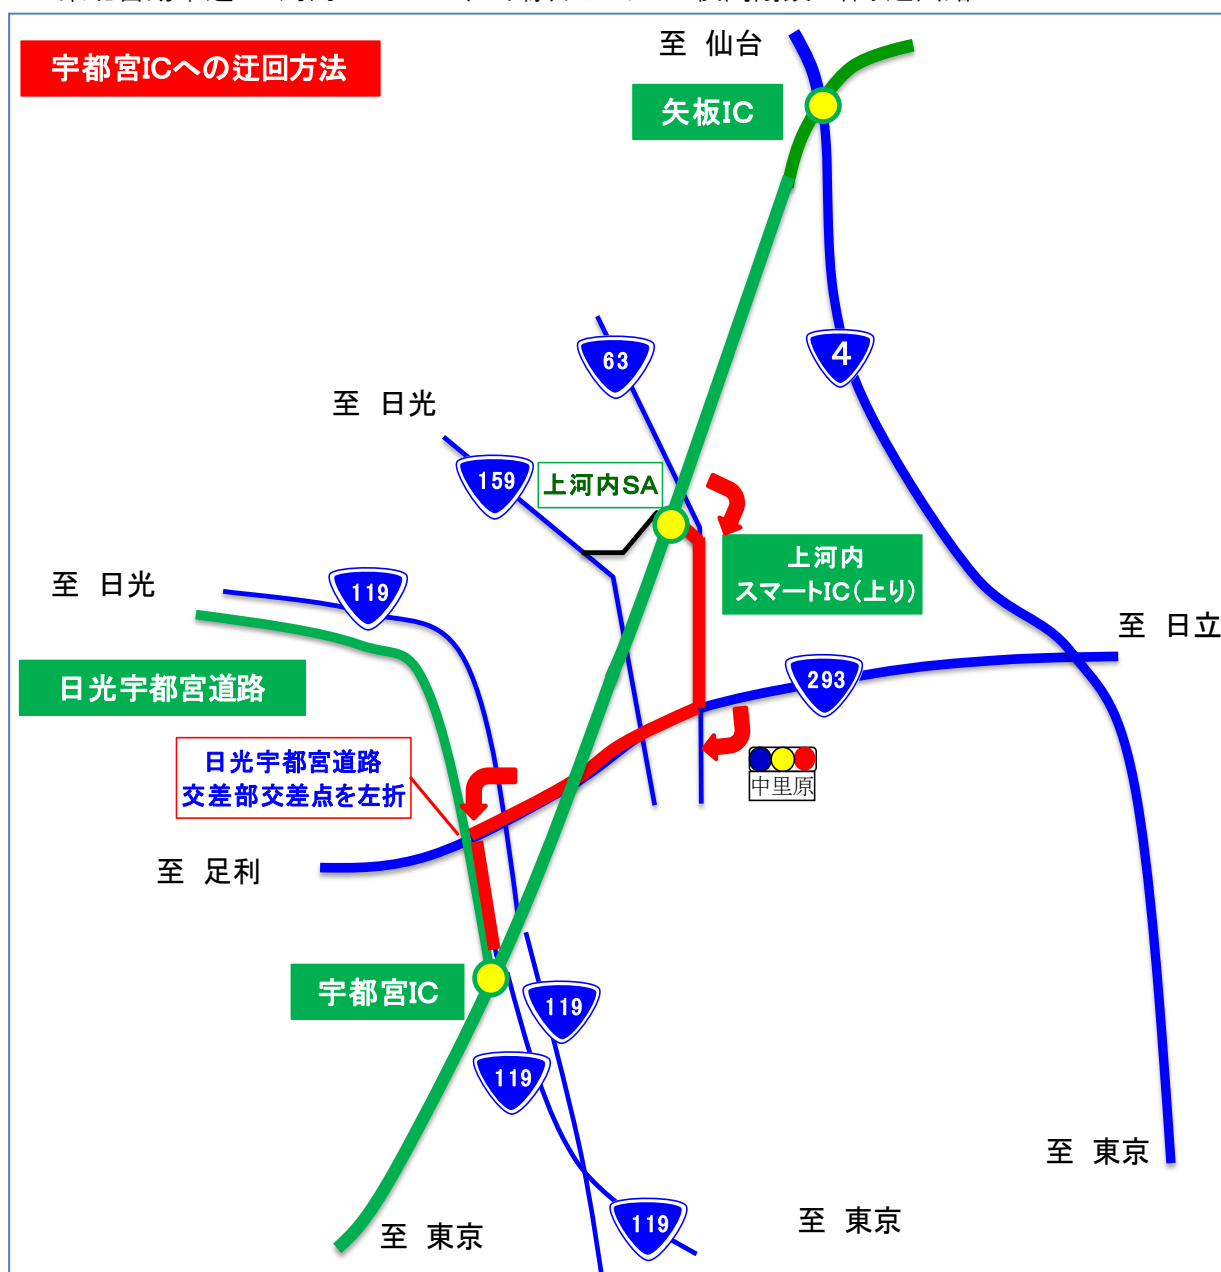 至 仙台
宇都宮ICへの迂回方法
矢板IC
4
63
至 日光
159
上河内SA
上河内
スマートIC(上り)
至 日光
119
至 日立
日光宇都宮道路
293
日光宇都宮道路
交差部交差点を左折
中里原
至 足利
宇都宮IC
119
119
至 東京
119
至 東京
至 東京